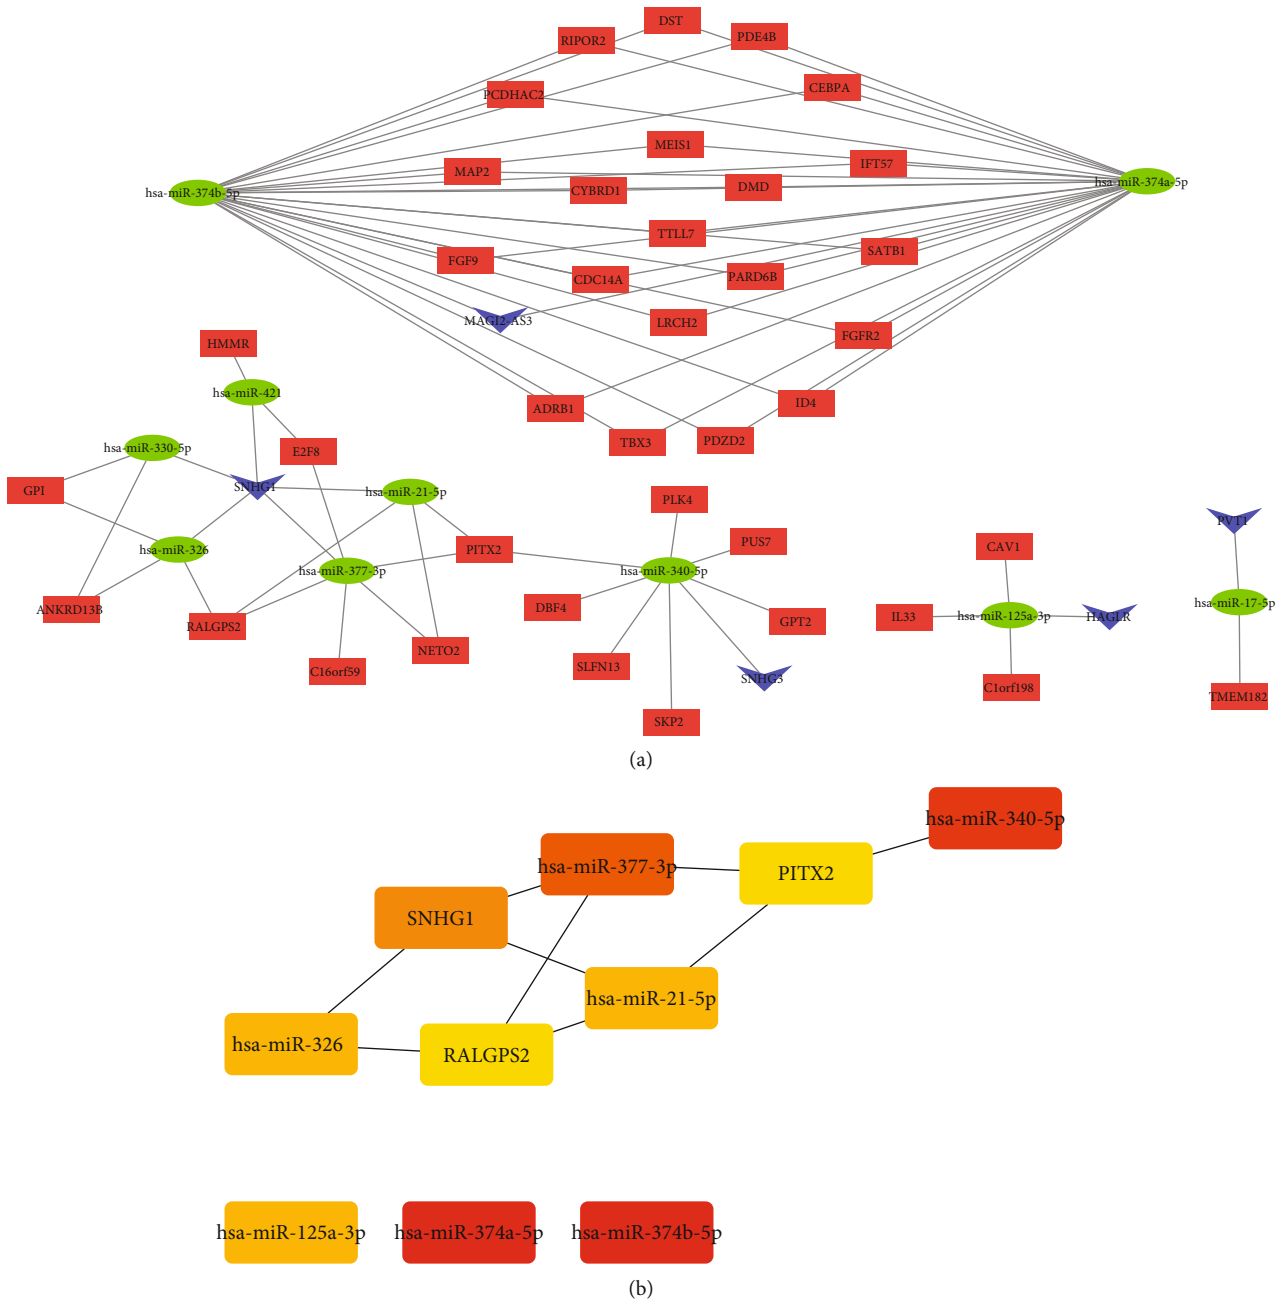 DST
RIPOR2
PDE4B
PCDHAC2
CEBPA
MEIS1
MAP2
IFT57
hsa-miR-374b-5p
CYBRD1
DMD
hsa-miR-374a-5p
TTLL7
FGF9
SATB1
CDC14A
PARD6B
MAGI2-AS3
LRCH2
FGFR2
HMMR
hsa-miR-421
ADRB1
ID4
hsa-miR-330-5p
E2F8
TBX3
PDZD2
GPI
SNHG1
hsa-miR-21-5p
PLK4
PVT1
hsa-miR-326
PITX2
PUS7
CAV1
hsa-miR-377-3p
hsa-miR-340-5p
ANKRD13B
RALGPS2
DBF4
GPT2
IL33
hsa-miR-125a-3p
HAGLR
hsa-miR-17-5p
C16orf59
NETO2
SLFN13
SNHG3
C1orf198
TMEM182
SKP2
(a)
hsa-miR-340-5p
hsa-miR-377-3p
PITX2
SNHG1
hsa-miR-21-5p
hsa-miR-326
RALGPS2
hsa-miR-125a-3p
hsa-miR-374a-5p
hsa-miR-374b-5p
(b)